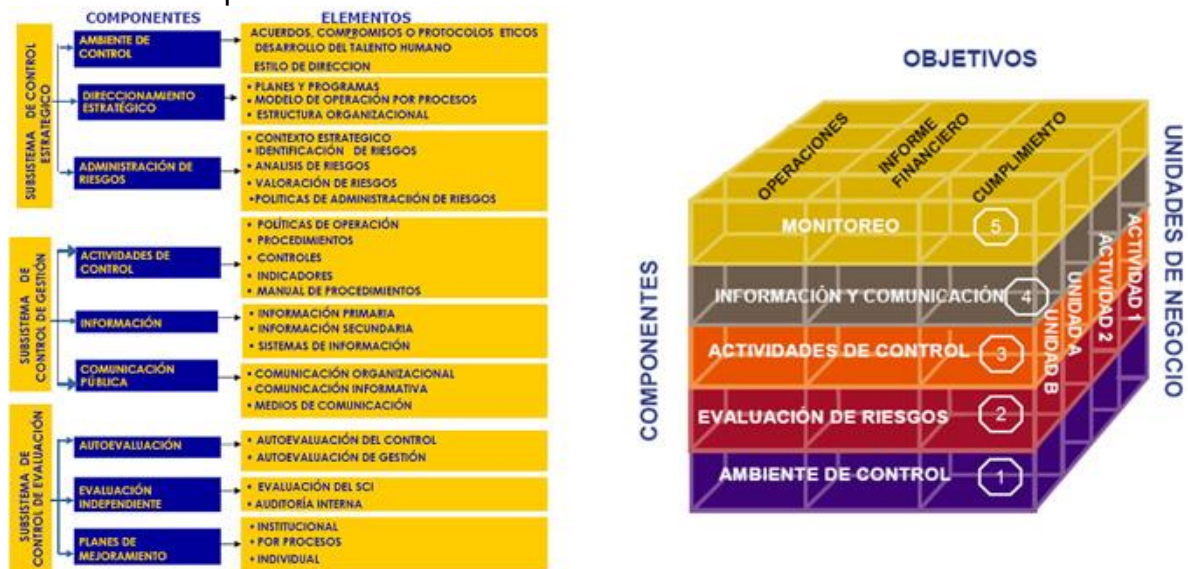 COMPONENTES
ELEMENTOS
SUBSISTEMA DE CONTROL
ESTRATEGICO
AMBIENTE DE
CONTROL
ACUERDOS, COMPROMISOS O PROTOCOLOS ETICOS
DESARROLLO DEL TALENTO HUMANO
ESTILO DE DIRECCION
DIRECCIONAMIENTO
ESTRATÉGICO
• PLANES Y PROGRAMAS
• MODELO DE OPERACIÓN POR PROCESOS
• ESTRUCTURA ORGANIZACIONAL
ADMINISTRACIÓN DE
RIESGOS
• CONTEXTO ESTRATEGICO
• IDENTIFICACIÓN DE RIESGOS
• ANALISIS DE RIESGOS
• VALORACIÓN DE RIESGOS
• POLITICAS DE ADMINISTRACIIÓN DE RIESGOS
SUBSISTEMA DE
CONTROL DE GESTIÓN
ACTIVIDADES DE
CONTROL
• POLÍTICAS DE OPERACIÓN
• PROCEDIMIENTOS
• CONTROLES
• INDICADORES
• MANUAL DE PROCEDIMIENTOS
INFORMACIÓN
• INFORMACIÓN PRIMARIA
• INFORMACIÓN SECUNDARIA
• SISTEMAS DE INFORMACIÓN
COMUNICACIÓN
PÚBLICA
• COMUNICACIÓN ORGANIZACIONAL
• COMUNICACIÓN INFORMATIVA
• MEDIOS DE COMUNICACIÓN
SUBSISTEMA DE
CONTROL DE EVALUACIÓN
AUTOEVALUACIÓN
• AUTOEVALUACIÓN DEL CONTROL
• AUTOEVALUACIÓN DE GESTIÓN
EVALUACIÓN
INDEPENDIENTE
• EVALUACIÓN DEL SCI
• AUDITORÍA INTERNA
PLANES DE
MEJORAMIENTO
• INSTITUCIONAL
• POR PROCESOS
• INDIVIDUAL
OBJETIVOS
OPERACIONES
INFORME
FINANCIERO
CUMPLIMIENTO
COMPONENTES
MONITOREO 5
INFORMACIÓN Y COMUNICACIÓN 4
ACTIVIDADES DE CONTROL 3
EVALUACIÓN DE RIESGOS 2
AMBIENTE DE CONTROL 1
UNIDAD B
UNIDAD A
ACTIVIDAD 2
ACTIVIDAD 1
UNIDADES DE NEGOCIO